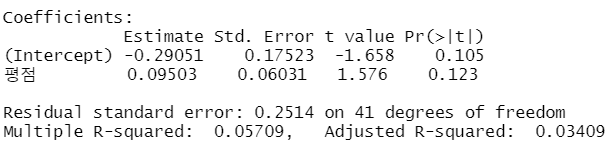 Coefficients:
Estimate Std. Error t value Pr(>|t|)
(Intercept) -0.29051 0.17523 -1.658 0.105
평점 0.09503 0.06031 1.576 0.123
Residual standard error: 0.2514 on 41 degrees of freedom
Multiple R-squared: 0.05709, Adjusted R-squared: 0.03409